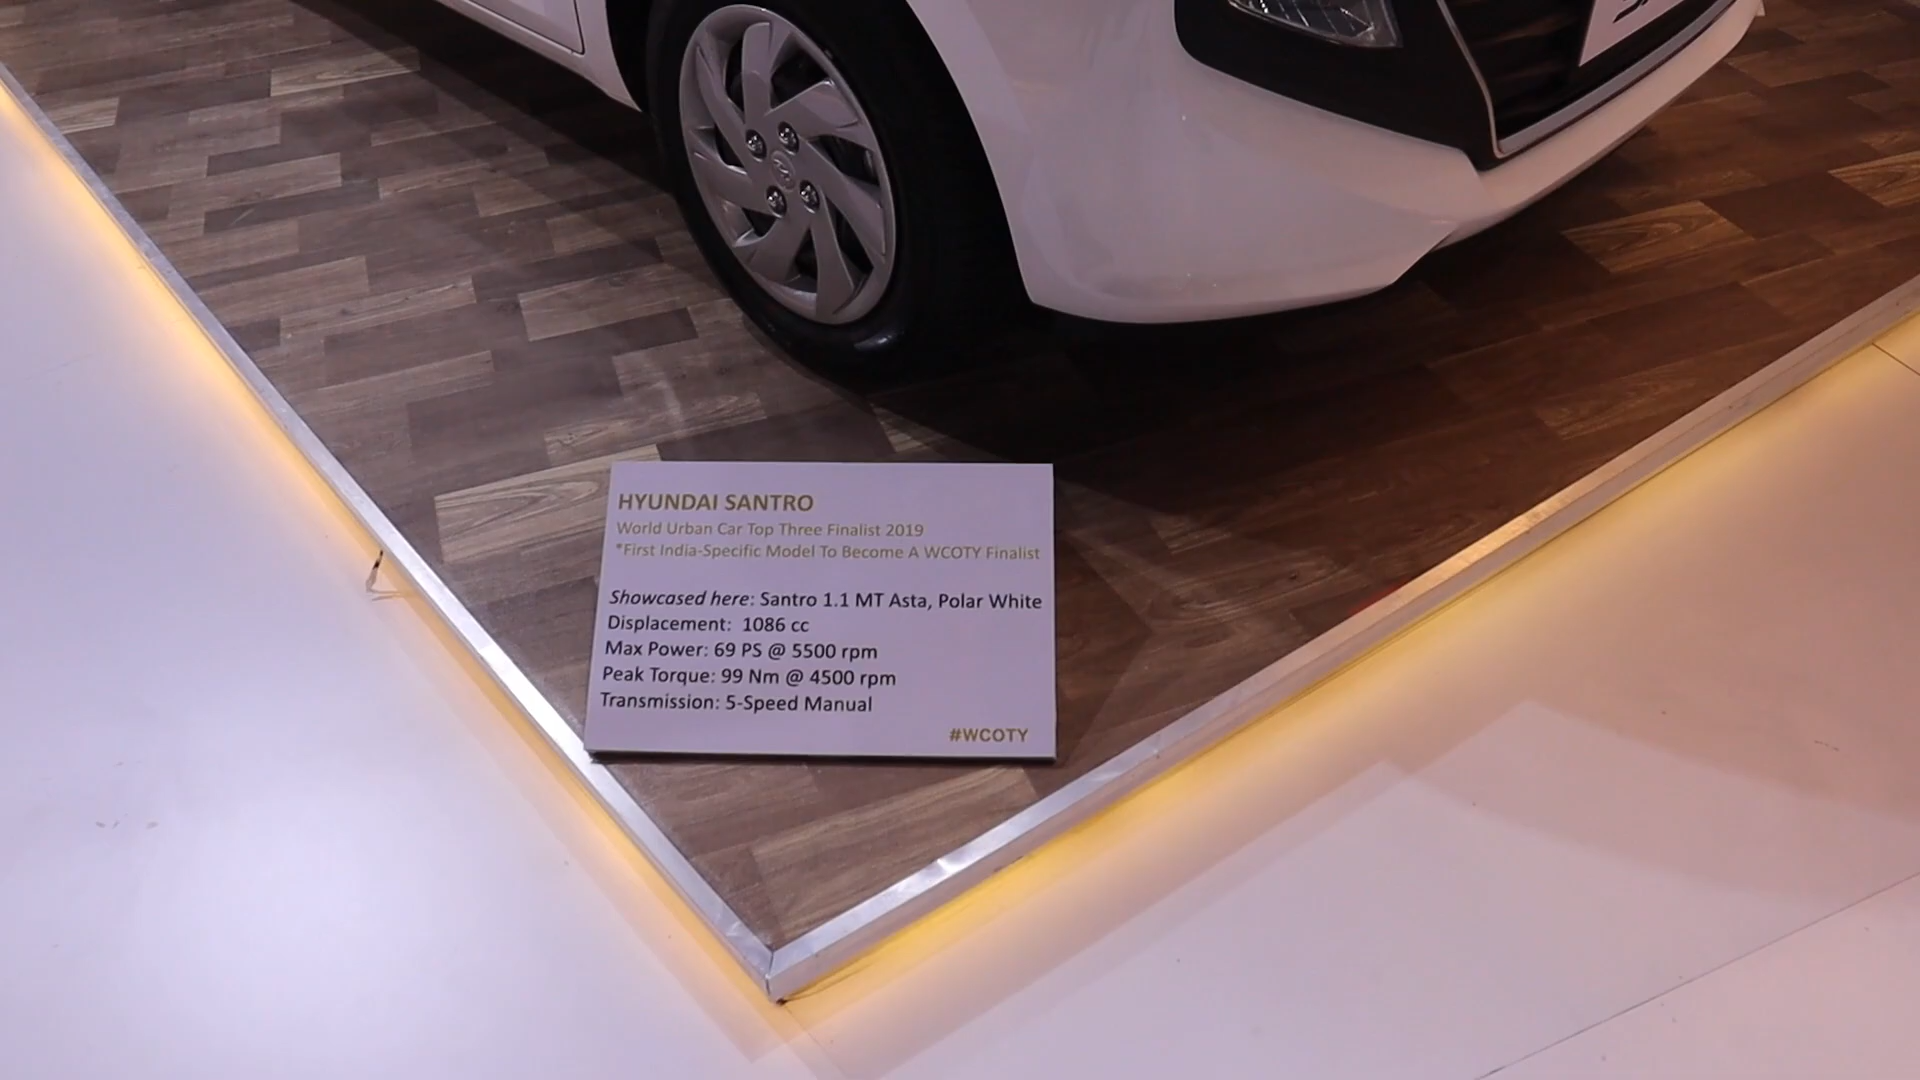 HYUNDAI SANTRO
World Urban Car Top Three Finalist 2019
*First India-Specific Model To Become A WCOTY Finalist
Showcased here: Santro 1.1 MT Asta, Polar White
Displacement: 1086 cc
Max Power: 69 PS @ 5500 rpm
Peak Torque: 99 Nm @ 4500 rpm
Transmission: 5-Speed Manual
#WCOTY